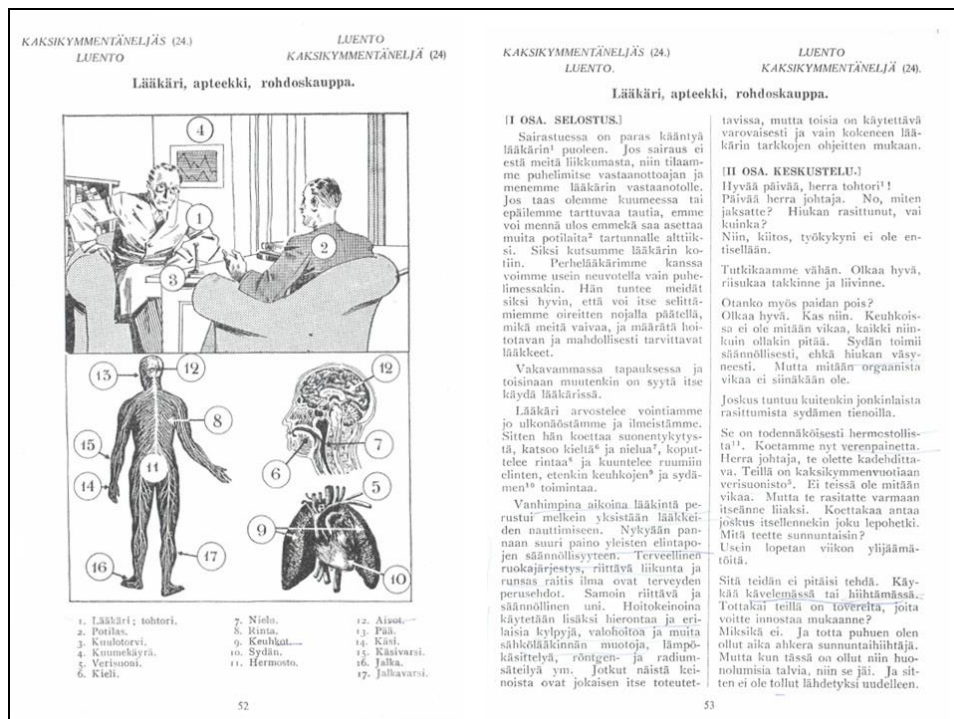 KAKSIKYMMENTÄNELJÄS (24.)
LUENTO
LUENTO
KAKSIKYMMENTÄNELJÄ (24)
Lääkäri, apteekki, rohdoskauppa.
4
1
2
3
13
12
8
15
11
14
17
16
12
7
6
5
9
10
1. Lääkäri; tohtori.
2. Potilas.
3. Kuulotorvi.
4. Kuumekäyrä.
5. Verisuoni.
6. Kieli.
7. Nielu.
8. Rinta.
9. Keuhkot.
10. Sydän.
11. Hermosto.
12. Aivot.
13. Pää.
14. Käsi.
15. Käsivarsi.
16. Jalka.
17. Jalkavarsi.
52
KAKSIKYMMENTÄNELJÄS (24.)
LUENTO.
LUENTO
KAKSIKYMMENTÄNELJÄ (24).
Lääkäri, apteekki, rohdoskauppa.
[I OSA. SELOSTUS.]
Sairastuessa on paras kääntyä
lääkärin¹ puoleen. Jos sairaus ei
estä meitä liikkumasta, niin tilaam-
me puhelimitse vastaanottoajan ja
menemme lääkärin vastaanotolle.
Jos taas olemme kuumeessa tai
epäilemme tarttuvaa tautia, emme
voi mennä ulos emmekä saa asettaa
muita potilaita² tartunnalle alttiik-
si. Siksi kutsumme lääkärin ko-
tiin. Perhelääkärimme kanssa
voimme usein neuvotella vain puhe-
limessakin. Hän tuntee meidät
siksi hyvin, että voi itse selittä-
miemme oireitten nojalla päätellä,
mikä meitä vaivaa, ja määrätä hoi-
totavan ja mahdollisesti tarvittavat
lääkkeet.
Vakavammassa tapauksessa ja
toisinaan muutenkin on syytä itse
käydä lääkärissä.
Lääkäri arvostelee vointiamme
jo ulkonäöstämme ja ilmeistämme.
Sitten hän koettaa suonentykytys-
tä, katsoo kieltä⁶ ja nielua⁷, koput-
telee rintaa⁸ ja kuuntelee ruumiin
elinten, etenkin keuhkojen⁹ ja sydä-
men¹⁰ toimintaa.
Vanhimpina aikoina lääkintä pe-
rustui melkein yksistään lääkkei-
den nauttimiseen. Nykyään pan-
naan suuri paino yleisten elintapo-
jen säännöllisyyteen. Terveellinen
ruokajärjestys, riittävä liikunta ja
runsas raitis ilma ovat terveyden
perusehdot. Samoin riittävä ja
säännöllinen uni. Hoitokeinoina
käytetään lisäksi hierontaa ja eri-
laisia kylpyjä, valohoitoa ja muita
sähkölääkinnän muotoja, lämpö-
käsittelyä, röntgen- ja radium-
säteilyä ym. Jotkut näistä kei-
noista ovat jokaisen itse toteutet-
tavissa, mutta toisia on käytettävä
varovaisesti ja vain kokeneen lää-
kärin tarkkojen ohjeitten mukaan.
[II OSA. KESKUSTELU.]
Hyvää päivää, herra tohtori¹!
Päivää herra johtaja. No, miten
jaksatte? Hiukan rasittunut, vai
kuinka?
Niin, kiitos, työkykyni ei ole en-
tisellään.
Tutkikaamme vähän. Olkaa hyvä,
riisukaa takkinne ja liivinne.
Otanko myös paidan pois?
Olkaa hyvä. Kas niin. Keuhkois-
sa ei ole mitään vikaa, kaikki niin-
kuin ollakin pitää. Sydän toimii
säännöllisesti, ehkä hiukan väsy-
neesti. Mutta mitään orgaanista
vikaa ei siinäkään ole.
Joskus tuntuu kuitenkin jonkinlaista
rasittumista sydämen tienoilla.
Se on todennäköisesti hermostollis-
ta¹¹. Koetamme nyt verenpainetta.
Herra johtaja, te olette kadehditta-
va. Teillä on kaksikymmenvuotiaan
verisuonisto⁵. Ei teissä ole mitään
vikaa. Mutta te rasitatte varmaan
itseänne liiaksi. Koettakaa antaa
joskus itsellennekin joku lepohetki.
Mitä teette sunnuntaisin?
Usein lopetan viikon ylijäämä-
töitä.
Sitä teidän ei pitäisi tehdä. Käy-
kää kävelemässä tai hiihtämässä.
Tottakai teillä on tovereita, joita
voitte innostaa mukaanne?
Miksikä ei. Ja totta puhuen olen
ollut aika ahkera sunnuntaihiihtäjä.
Mutta kun tässä on ollut niin huo-
nolumisia talvia, niin se jäi. Ja sit-
ten ei ole tullut lähdetyksi uudelleen.
53